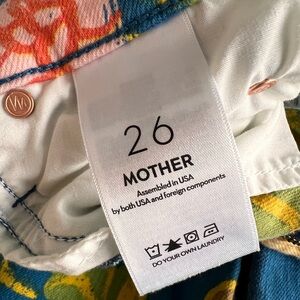 26
MOTHER
Assembled in USA
by both USA and foreign components
DO YOUR OWN LAUNDRY